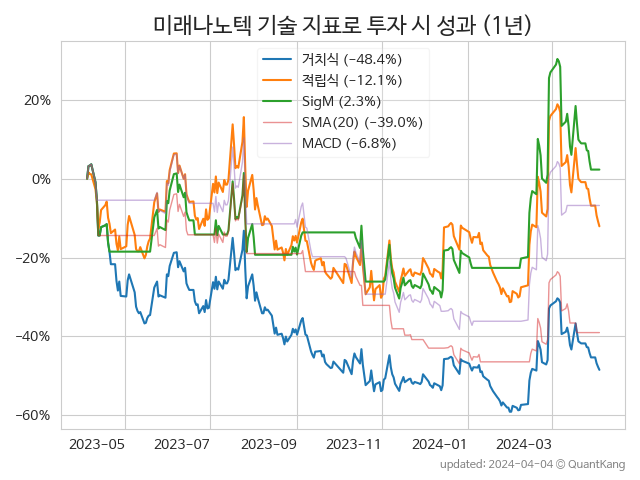 미래나노텍 기술 지표로 투자 시 성과 (1년)
거치식 (-48.4%)
적립식 (-12.1%)
SigM (2.3%)
SMA(20) (-39.0%)
MACD (-6.8%)
20%
0%
-20%
-40%
-60%
2023-05 2023-07 2023-09 2023-11 2024-01 2024-03
updated: 2024-04-04 © QuantKang